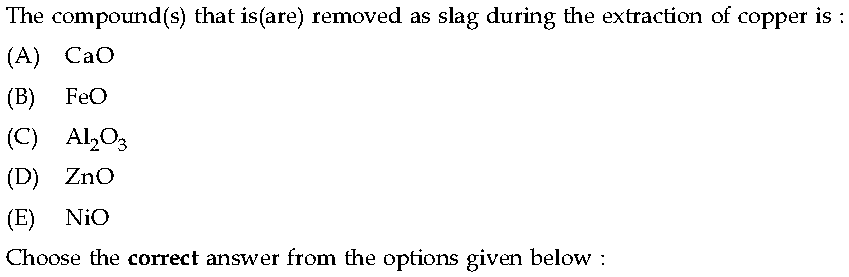 The compound(s) that is(are) removed as slag during the extraction of copper is :
(A) CaO
(B) FeO
(C) Al₂O₃
(D) ZnO
(E) NiO
Choose the correct answer from the options given below :